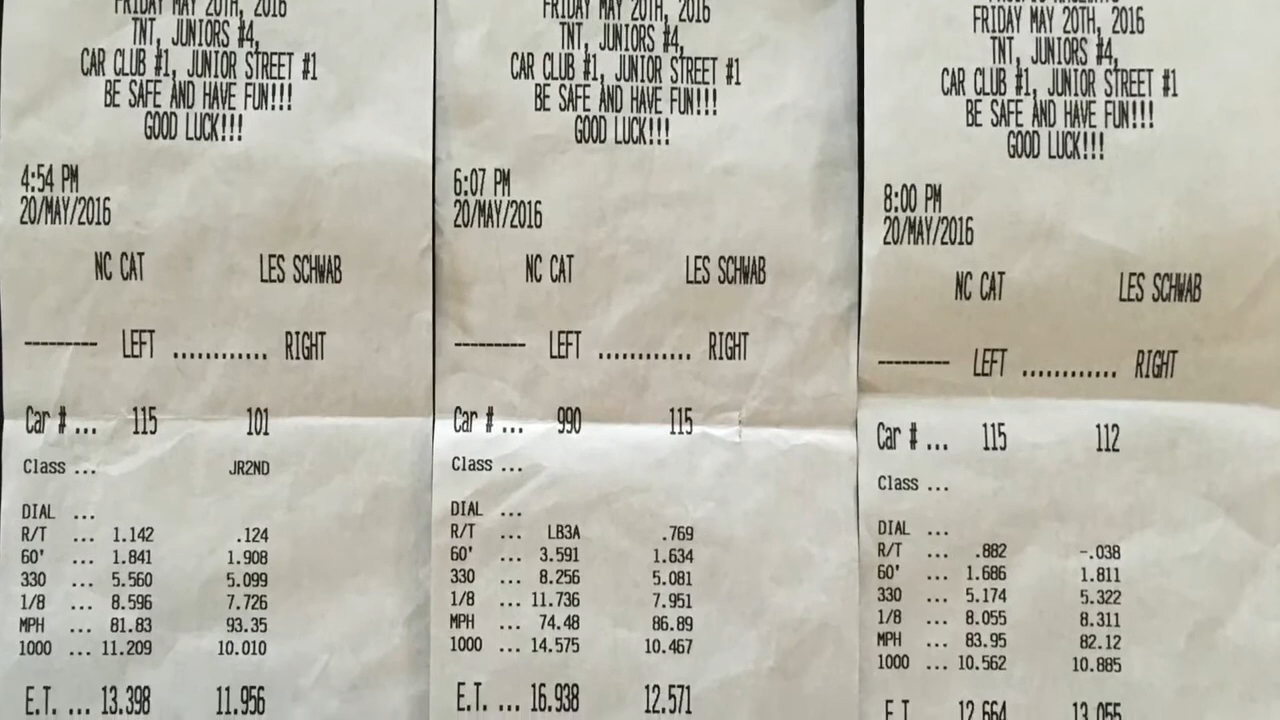 FRIDAY MAY 20TH, 2016
TNT, JUNIORS #4,
CAR CLUB #1, JUNIOR STREET #1
BE SAFE AND HAVE FUN!!!
GOOD LUCK!!!
4:54 PM
20/MAY/2016
NC CAT LES SCHWAB
--------- LEFT ............ RIGHT
Car # ... 115 101
Class ... JR2ND
DIAL ...
R/T ... 1.142 .124
60' ... 1.841 1.908
330 ... 5.560 5.099
1/8 ... 8.596 7.726
MPH ... 81.83 93.35
1000 ... 11.209 10.010
E.T. ... 13.398 11.956
FRIDAY MAY 20TH, 2016
TNT, JUNIORS #4,
CAR CLUB #1, JUNIOR STREET #1
BE SAFE AND HAVE FUN!!!
GOOD LUCK!!!
6:07 PM
20/MAY/2016
NC CAT LES SCHWAB
--------- LEFT ............ RIGHT
Car # ... 990 115
Class ...
DIAL ...
R/T ... LB3A .769
60' ... 3.591 1.634
330 ... 8.256 5.081
1/8 ... 11.736 7.951
MPH ... 74.48 86.89
1000 ... 14.575 10.467
E.T. ... 16.938 12.571
FRIDAY MAY 20TH, 2016
TNT, JUNIORS #4,
CAR CLUB #1, JUNIOR STREET #1
BE SAFE AND HAVE FUN!!!
GOOD LUCK!!!
8:00 PM
20/MAY/2016
NC CAT LES SCHWAB
--------- LEFT ............ RIGHT
Car # ... 115 112
Class ...
DIAL ...
R/T ... .882 -.038
60' ... 1.686 1.811
330 ... 5.174 5.322
1/8 ... 8.055 8.311
MPH ... 83.95 82.12
1000 ... 10.562 10.885
E.T. 12.664 13.055